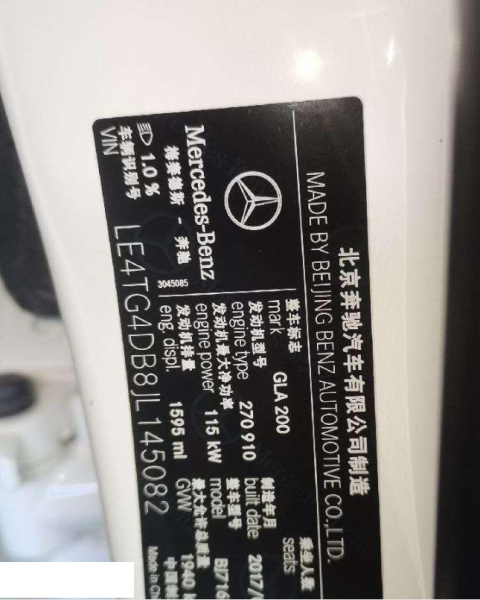 北京奔驰汽车有限公司制造
MADE BY BEIJING BENZ AUTOMOTIVE CO.,LTD.
Mercedes-Benz
梅赛德斯 - 奔驰
3045085
1.0 %
整车标志
mark GLA 200
发动机型号
engine type 270 910
发动机最大净功率
engine power 115 kW
发动机排量
eng. displ. 1595 ml
乘坐人数
seats
制造年月
built date 2017/
整车型号
model BJ716
最大允许总质量
GVW 1940
中国制
Made in Ch
车辆识别号
VIN LE4TG4DB8JL145082